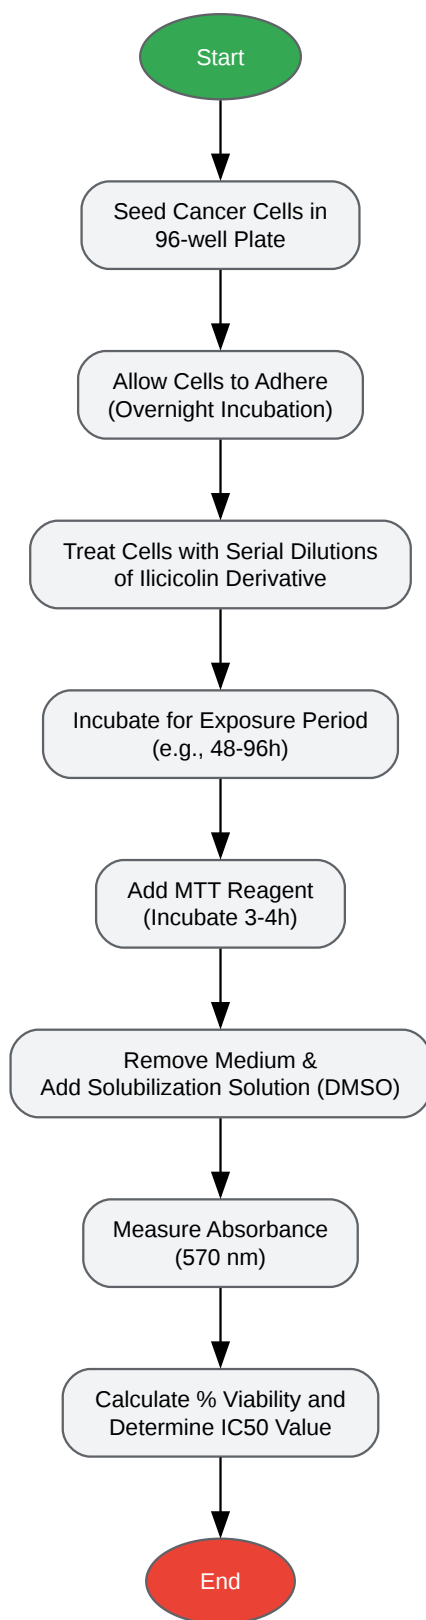 Start
Seed Cancer Cells in
96-well Plate
Allow Cells to Adhere
(Overnight Incubation)
Treat Cells with Serial Dilutions
of Ilicicolin Derivative
Incubate for Exposure Period
(e.g., 48-96h)
Add MTT Reagent
(Incubate 3-4h)
Remove Medium &
Add Solubilization Solution (DMSO)
Measure Absorbance
(570 nm)
Calculate % Viability and
Determine IC50 Value
End